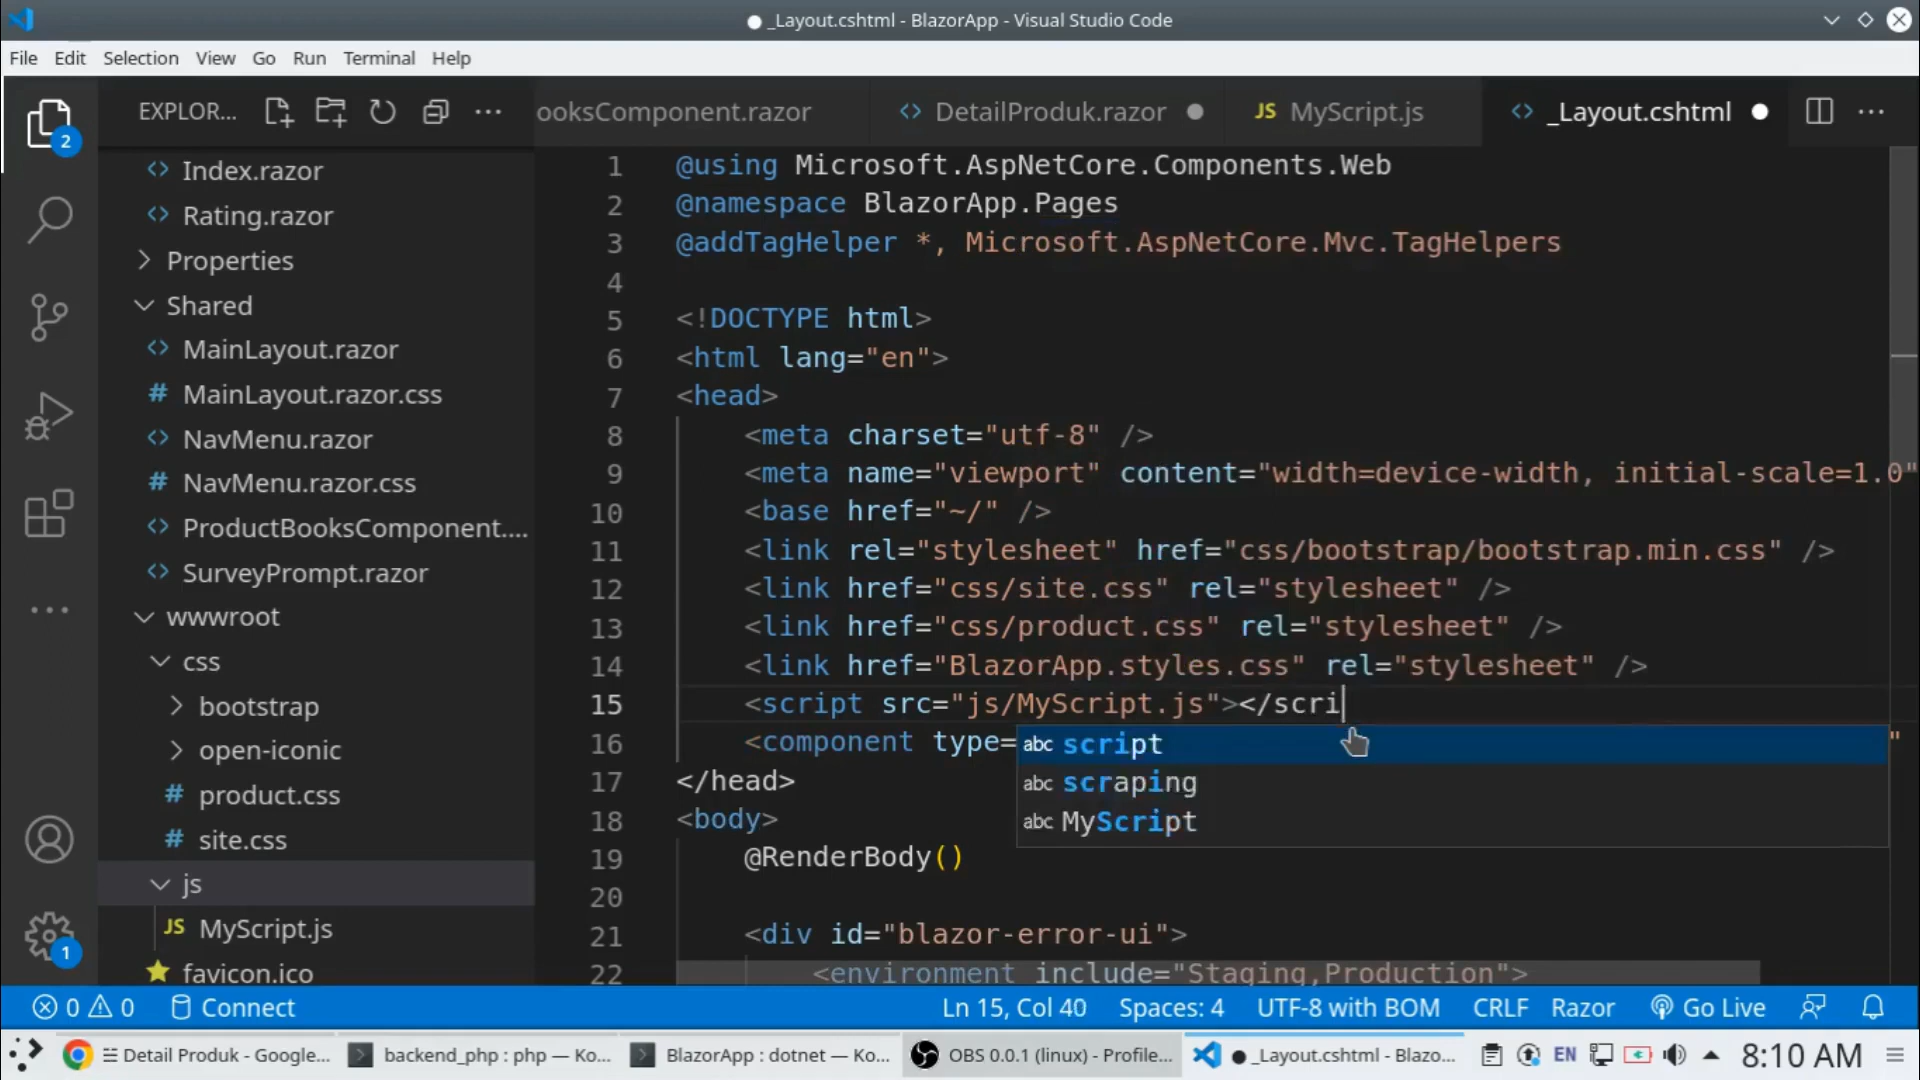 _Layout.cshtml - BlazorApp - Visual Studio Code
File Edit Selection View Go Run Terminal Help
EXPLOR...
ooksComponent.razor
DetailProduk.razor
JS MyScript.js
_Layout.cshtml
2
Index.razor
Rating.razor
Properties
Shared
MainLayout.razor
# MainLayout.razor.css
NavMenu.razor
# NavMenu.razor.css
ProductBooksComponent....
SurveyPrompt.razor
wwwroot
css
bootstrap
open-iconic
# product.css
# site.css
js
JS MyScript.js
favicon.ico
1
1 @using Microsoft.AspNetCore.Components.Web
2 @namespace BlazorApp.Pages
3 @addTagHelper *, Microsoft.AspNetCore.Mvc.TagHelpers
4
5 <!DOCTYPE html>
6 <html lang="en">
7 <head>
8 <meta charset="utf-8" />
9 <meta name="viewport" content="width=device-width, initial-scale=1.0"
10 <base href="~/" />
11 <link rel="stylesheet" href="css/bootstrap/bootstrap.min.css" />
12 <link href="css/site.css" rel="stylesheet" />
13 <link href="css/product.css" rel="stylesheet" />
14 <link href="BlazorApp.styles.css" rel="stylesheet" />
15 <script src="js/MyScript.js"></scri
16 <component type= "
abc script
abc scraping
abc MyScript
17 </head>
18 <body>
19 @RenderBody()
20
21 <div id="blazor-error-ui">
22 <environment include="Staging,Production">
0 0 Connect Ln 15, Col 40 Spaces: 4 UTF-8 with BOM CRLF Razor Go Live
Detail Produk - Google... backend_php : php — Ko... BlazorApp : dotnet — Ko... OBS 0.0.1 (linux) - Profile... _Layout.cshtml - Blazo... EN 8:10 AM